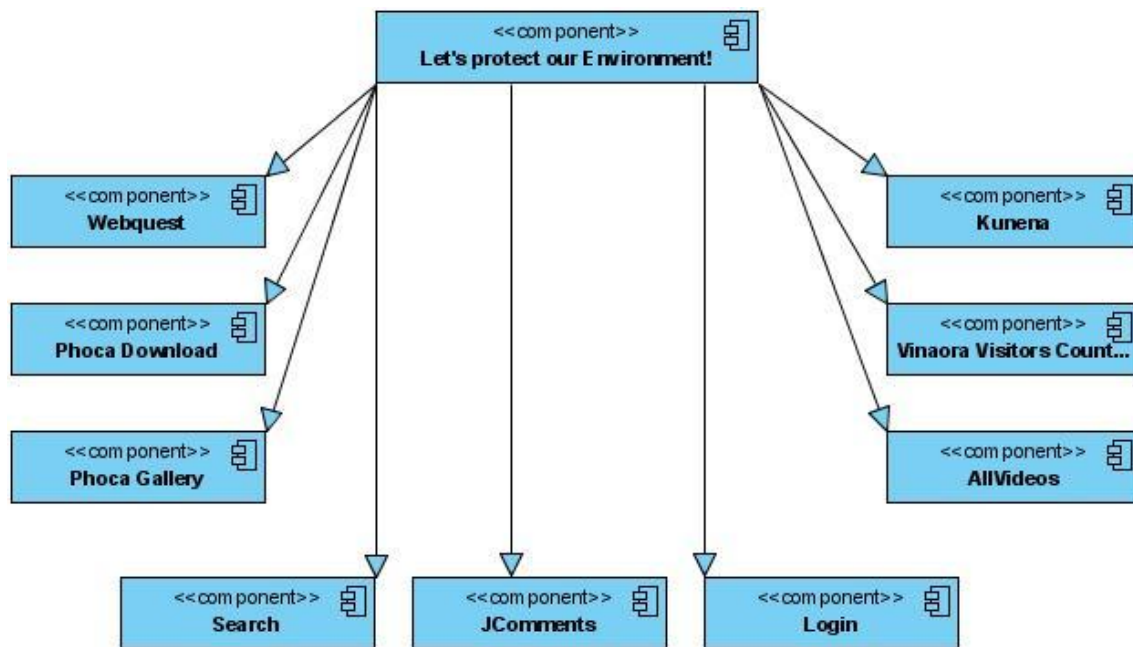 <<component>>
Let's protect our Environment!
<<component>>
Webquest
<<component>>
Kunena
<<component>>
Phoca Download
<<component>>
Vinaora Visitors Count...
<<component>>
Phoca Gallery
<<component>>
AllVideos
<<component>>
Search
<<component>>
JComments
<<component>>
Login